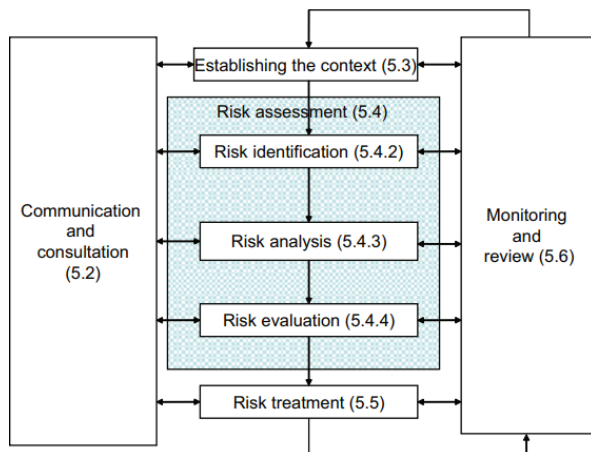 Establishing the context (5.3)
Risk assessment (5.4)
Risk identification (5.4.2)
Communication
and
consultation
(5.2)
Risk analysis (5.4.3)
Monitoring
and
review (5.6)
Risk evaluation (5.4.4)
Risk treatment (5.5)